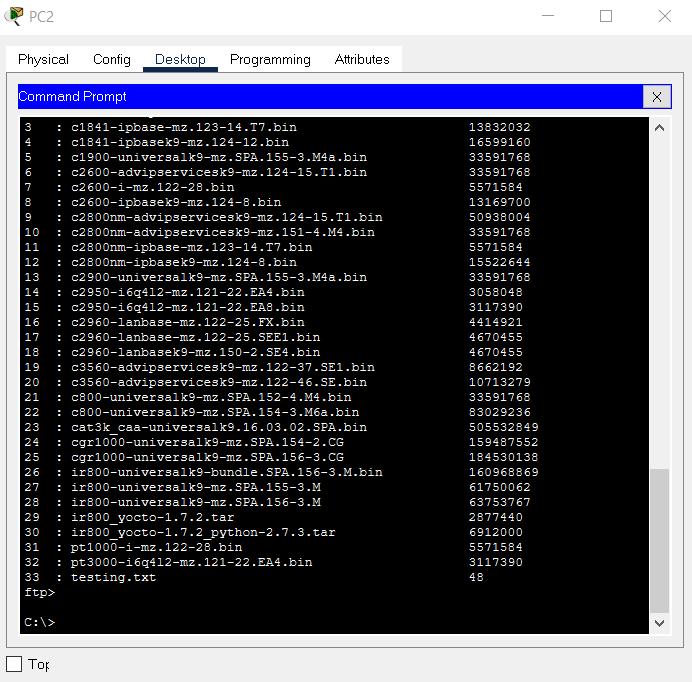 PC2
Physical Config Desktop Programming Attributes
Command Prompt X
3 : c1841-ipbase-mz.123-14.T7.bin 13832032
4 : c1841-ipbasek9-mz.124-12.bin 16599160
5 : c1900-universalk9-mz.SPA.155-3.M4a.bin 33591768
6 : c2600-advipservicesk9-mz.124-15.T1.bin 33591768
7 : c2600-i-mz.122-28.bin 5571584
8 : c2600-ipbasek9-mz.124-8.bin 13169700
9 : c2800nm-advipservicesk9-mz.124-15.T1.bin 50938004
10 : c2800nm-advipservicesk9-mz.151-4.M4.bin 33591768
11 : c2800nm-ipbase-mz.123-14.T7.bin 5571584
12 : c2800nm-ipbasek9-mz.124-8.bin 15522644
13 : c2900-universalk9-mz.SPA.155-3.M4a.bin 33591768
14 : c2950-i6q4l2-mz.121-22.EA4.bin 3058048
15 : c2950-i6q4l2-mz.121-22.EA8.bin 3117390
16 : c2960-lanbase-mz.122-25.FX.bin 4414921
17 : c2960-lanbase-mz.122-25.SEE1.bin 4670455
18 : c2960-lanbasek9-mz.150-2.SE4.bin 4670455
19 : c3560-advipservicesk9-mz.122-37.SE1.bin 8662192
20 : c3560-advipservicesk9-mz.122-46.SE.bin 10713279
21 : c800-universalk9-mz.SPA.152-4.M4.bin 33591768
22 : c800-universalk9-mz.SPA.154-3.M6a.bin 83029236
23 : cat3k_caa-universalk9.16.03.02.SPA.bin 505532849
24 : cgr1000-universalk9-mz.SPA.154-2.CG 159487552
25 : cgr1000-universalk9-mz.SPA.156-3.CG 184530138
26 : ir800-universalk9-bundle.SPA.156-3.M.bin 160968869
27 : ir800-universalk9-mz.SPA.155-3.M 61750062
28 : ir800-universalk9-mz.SPA.156-3.M 63753767
29 : ir800_yocto-1.7.2.tar 2877440
30 : ir800_yocto-1.7.2_python-2.7.3.tar 6912000
31 : pt1000-i-mz.122-28.bin 5571584
32 : pt3000-i6q4l2-mz.121-22.EA4.bin 3117390
33 : testing.txt 48
ftp>
C:\>
Top